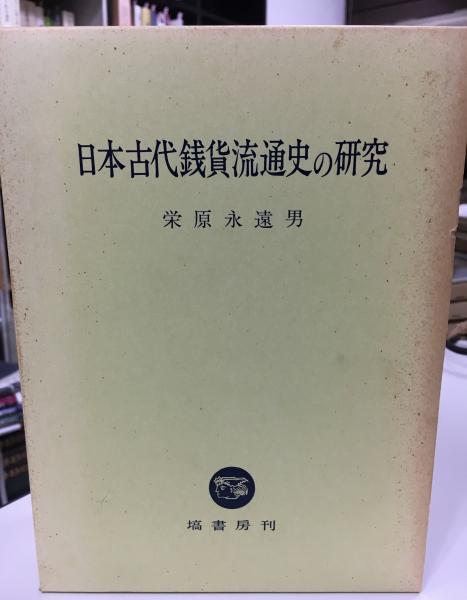 日本古代銭貨流通史の研究
栄原永遠男
塙書房刊